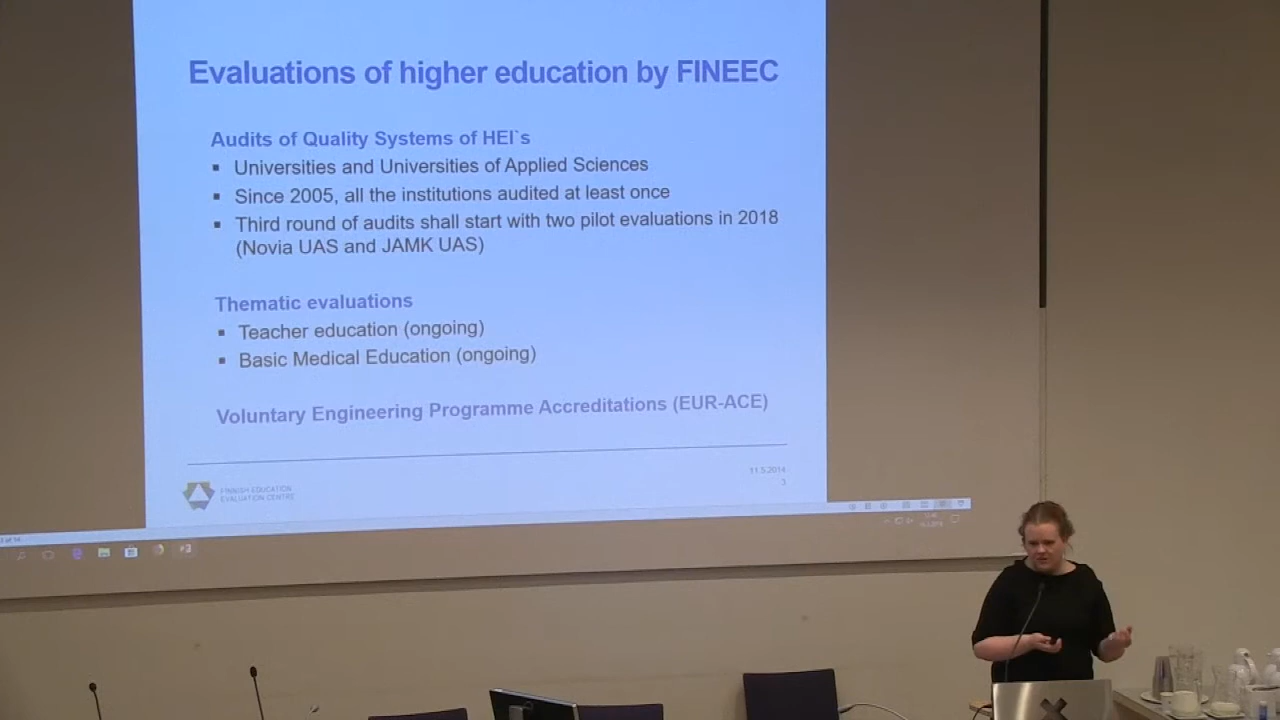 Evaluations of higher education by FINEEC
Audits of Quality Systems of HEI`s
▪ Universities and Universities of Applied Sciences
▪ Since 2005, all the institutions audited at least once
▪ Third round of audits shall start with two pilot evaluations in 2018
(Novia UAS and JAMK UAS)
Thematic evaluations
▪ Teacher education (ongoing)
▪ Basic Medical Education (ongoing)
Voluntary Engineering Programme Accreditations (EUR-ACE)
11.5.2014
3
FINNISH EDUCATION
EVALUATION CENTRE